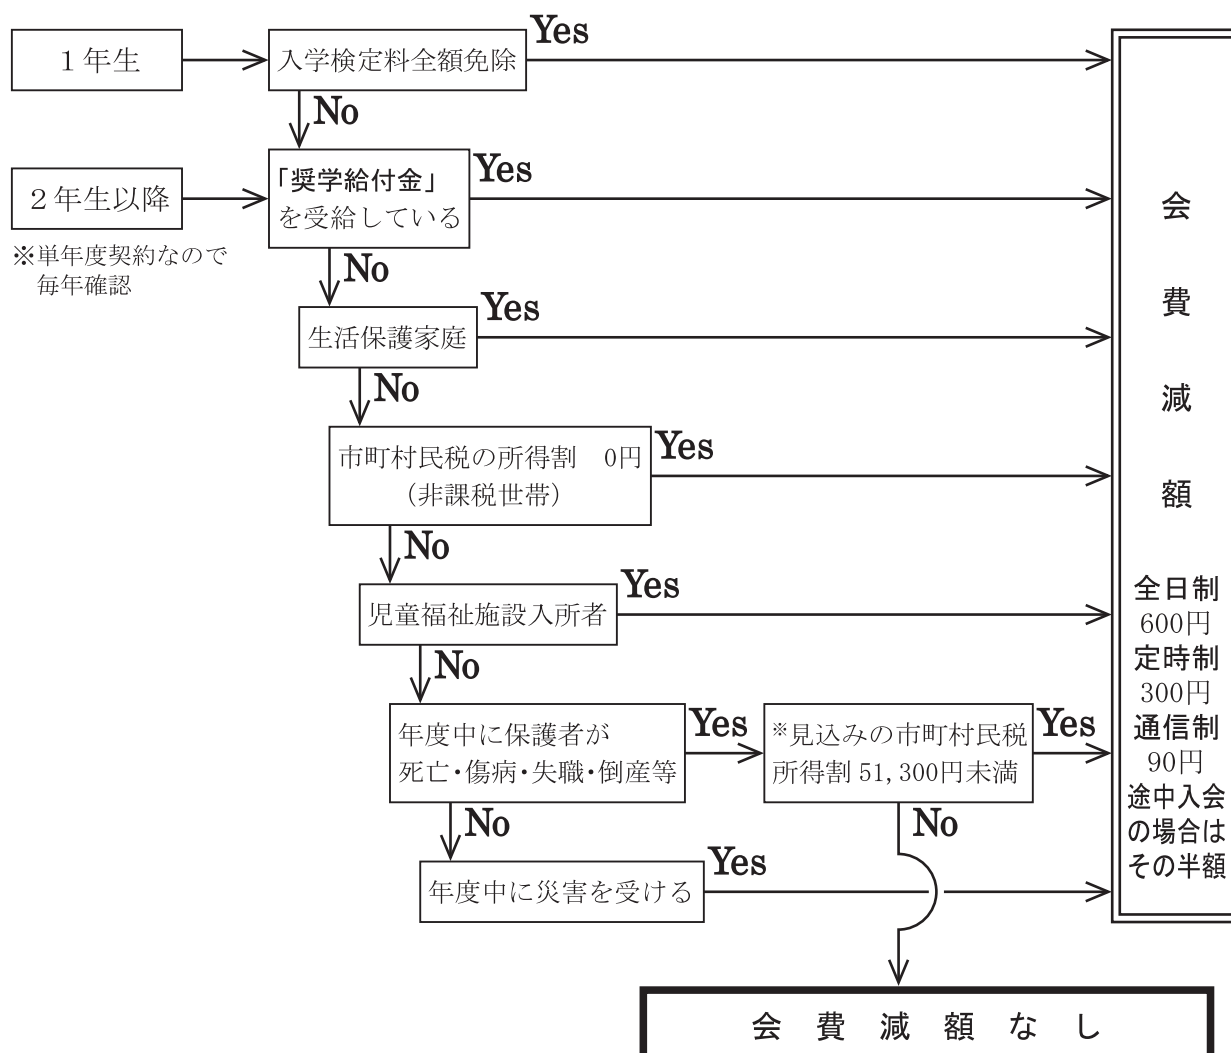 1年生
入学検定料全額免除
Yes
No
2年生以降
※単年度契約なので
毎年確認
「奨学給付金」
を受給している
Yes
No
生活保護家庭
Yes
No
市町村民税の所得割　0円
（非課税世帯）
Yes
No
児童福祉施設入所者
Yes
No
年度中に保護者が
死亡・傷病・失職・倒産等
Yes
※見込みの市町村民税
所得割 51,300円未満
Yes
No
No
年度中に災害を受ける
Yes
会費減額
全日制
600円
定時制
300円
通信制
90円
途中入会
の場合は
その半額
会費減額なし